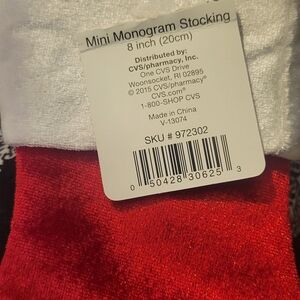 Mini Monogram Stocking
8 inch (20cm)
Distributed by:
CVS/pharmacy, Inc.
One CVS Drive
Woonsocket, RI 02895
© 2015 CVS/pharmacy®
CVS.com®
1-800-SHOP CVS
Made in China
V-13074
SKU # 972302
0 50428 30625 3